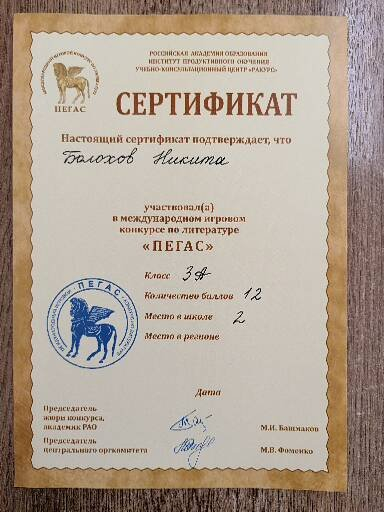 РОССИЙСКАЯ АКАДЕМИЯ ОБРАЗОВАНИЯ
ИНСТИТУТ ПРОДУКТИВНОГО ОБУЧЕНИЯ
УЧЕБНО-КОНСУЛЬТАЦИОННЫЙ ЦЕНТР «РАКУРС»
ПЕГАС
СЕРТИФИКАТ
Настоящий сертификат подтверждает, что
Болохов Никита
участвовал(а)
в международном игровом
конкурсе по литературе
«ПЕГАС»
ПЕГАС
Класс 3А
Количество баллов 12
Место в школе 2
Место в регионе
Дата
Председатель
жюри конкурса,
академик РАО
М.И. Башмаков
Председатель
центрального оргкомитета
М.В. Фоменко